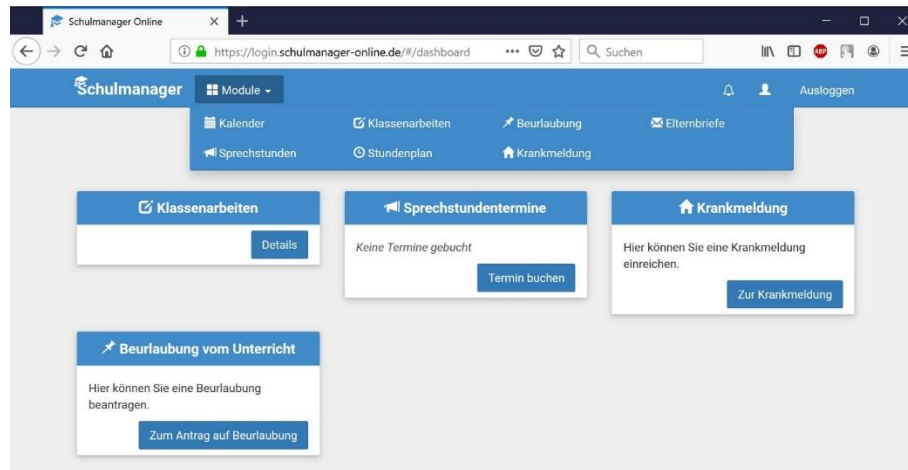 Schulmanager Online
https://login.schulmanager-online.de/#/dashboard
Suchen
ABP
Schulmanager
Module
Ausloggen
Kalender
Klassenarbeiten
Beurlaubung
Elternbriefe
Sprechstunden
Stundenplan
Krankmeldung
Klassenarbeiten
Details
Sprechstundentermine
Keine Termine gebucht
Termin buchen
Krankmeldung
Hier können Sie eine Krankmeldung
einreichen.
Zur Krankmeldung
Beurlaubung vom Unterricht
Hier können Sie eine Beurlaubung
beantragen.
Zum Antrag auf Beurlaubung